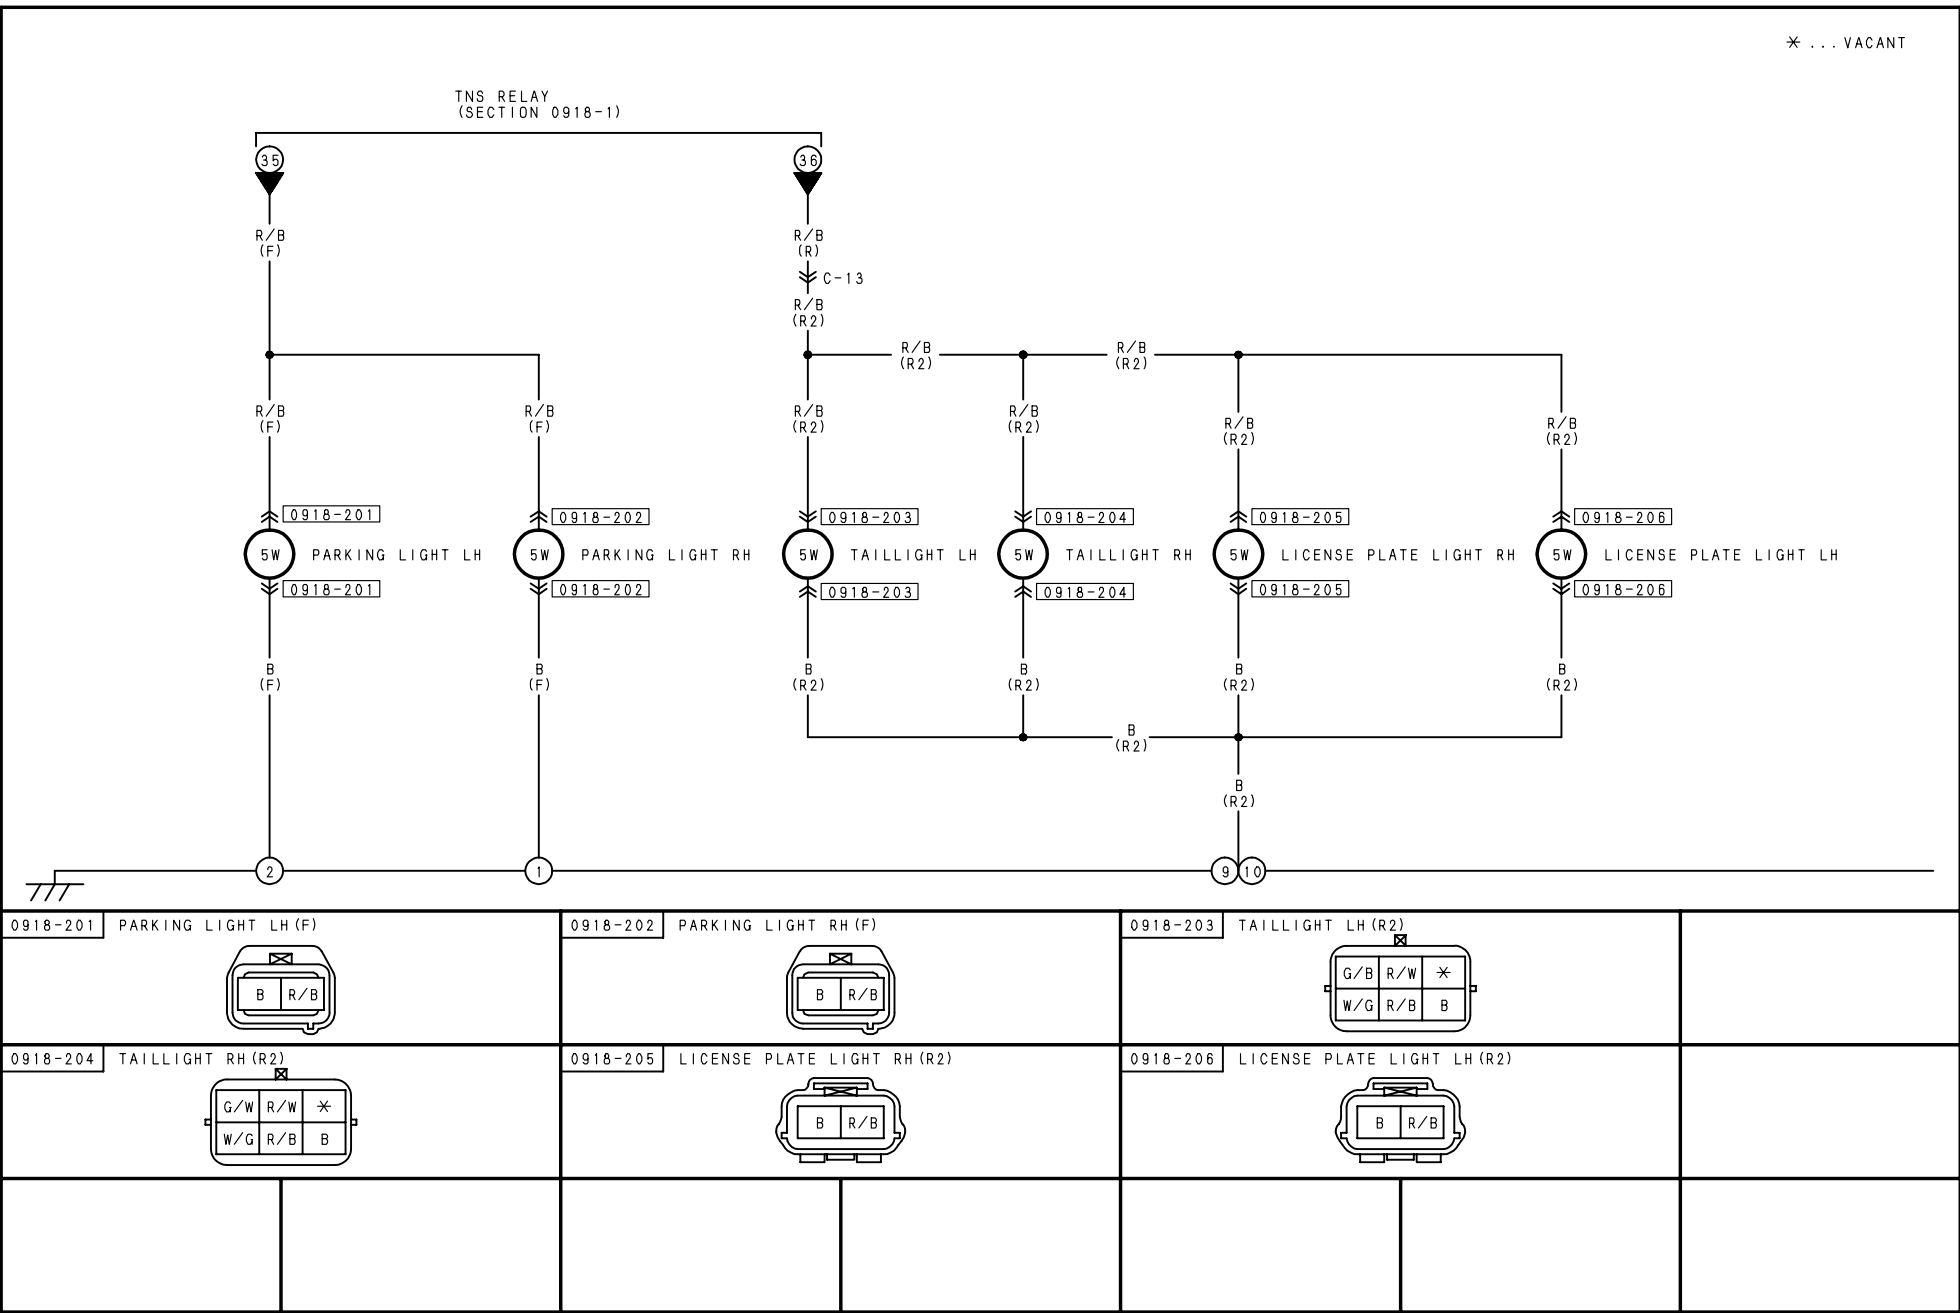 * ... VACANT
TNS RELAY
(SECTION 0918-1)
35
36
R/B
(F)
R/B
(R)
C-13
R/B
(R2)
R/B
(R2)
R/B
(R2)
R/B
(F)
R/B
(F)
R/B
(R2)
R/B
(R2)
R/B
(R2)
R/B
(R2)
0918-201
0918-202
0918-203
0918-204
0918-205
0918-206
5W PARKING LIGHT LH
5W PARKING LIGHT RH
5W TAILLIGHT LH
5W TAILLIGHT RH
5W LICENSE PLATE LIGHT RH
5W LICENSE PLATE LIGHT LH
0918-201
0918-202
0918-203
0918-204
0918-205
0918-206
B
(F)
B
(F)
B
(R2)
B
(R2)
B
(R2)
B
(R2)
B
(R2)
B
(R2)
2
1
9
10
0918-201 PARKING LIGHT LH(F)
B R/B
0918-202 PARKING LIGHT RH(F)
B R/B
0918-203 TAILLIGHT LH(R2)
G/B R/W *
W/G R/B B
0918-204 TAILLIGHT RH(R2)
G/W R/W *
W/G R/B B
0918-205 LICENSE PLATE LIGHT RH(R2)
B R/B
0918-206 LICENSE PLATE LIGHT LH(R2)
B R/B